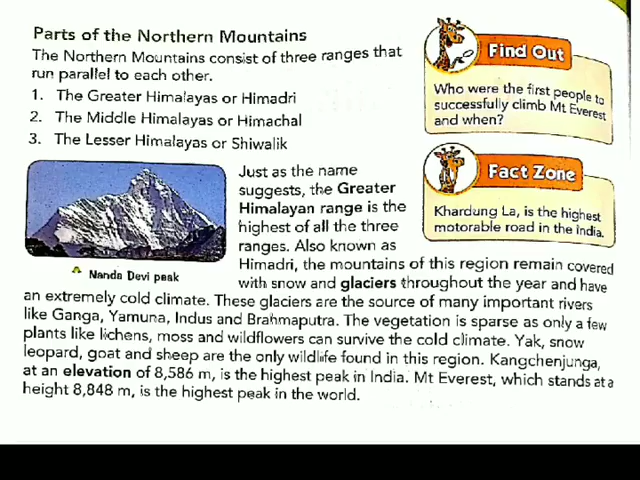 Parts of the Northern Mountains
The Northern Mountains consist of three ranges that
run parallel to each other.
1. The Greater Himalayas or Himadri
2. The Middle Himalayas or Himachal
3. The Lesser Himalayas or Shiwalik
Find Out
Who were the first people to
successfully climb Mt Everest
and when?
Fact Zone
Khardung La, is the highest
motorable road in the India.
Nanda Devi peak
Just as the name
suggests, the Greater
Himalayan range is the
highest of all the three
ranges. Also known as
Himadri, the mountains of this region remain covered
with snow and glaciers throughout the year and have
an extremely cold climate. These glaciers are the source of many important rivers
like Ganga, Yamuna, Indus and Brahmaputra. The vegetation is sparse as only a few
plants like lichens, moss and wildflowers can survive the cold climate. Yak, snow
leopard, goat and sheep are the only wildlife found in this region. Kangchenjunga,
at an elevation of 8,586 m, is the highest peak in India. Mt Everest, which stands at a
height 8,848 m, is the highest peak in the world.